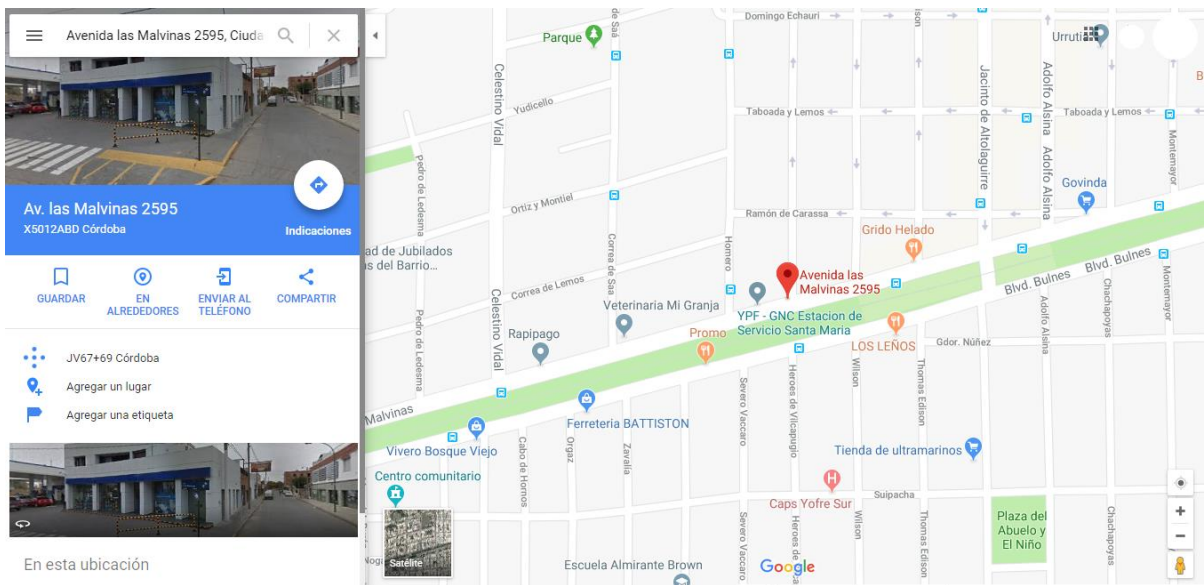 Avenida las Malvinas 2595, Ciuda
Av. las Malvinas 2595
X5012ABD Córdoba
Indicaciones
GUARDAR
EN
ALREDEDORES
ENVIAR AL
TELÉFONO
COMPARTIR
JV67+69 Córdoba
Agregar un lugar
Agregar una etiqueta
En esta ubicación
de Saá
Domingo Echauri
Parque
Urruti
Celestino Vidal
Yudicello
Taboada y Lemos
Jacinto de Altolaguirre
Adolfo Alsina
Adolfo Alsina
Taboada y Lemos
Montemayor
Pedro de Ledesma
Ortiz y Montiel
Ramón de Carassa
Govinda
Grido Helado
ad de Jubilados
as del Barrio...
Correa de Saa
Homero
Correa de Lemos
Avenida las
Malvinas 2595
Blvd. Bulnes
Blvd. Bulnes
Chachapoyas
Montemayor
Celestino Vidal
Pedro de Ledesma
Veterinaria Mi Granja
YPF - GNC Estacion de
Servicio Santa Maria
Rapipago
Promo
LOS LEÑOS
Gdor. Núñez
Adolfo Alsina
Wilson
Thomas Edison
Severo Vaccaro
Heroes de Vilcapugio
Malvinas
Ferreteria BATTISTON
Vivero Bosque Viejo
Cabo de Hornos
Orgaz
Zavalia
Tienda de ultramarinos
Centro comunitario
Caps Yofre Sur
Suipacha
Plaza del
Abuelo y
El Niño
Severo Vaccaro
Wilson
Thomas Edison
Chachapoyas
Satélite
Escuela Almirante Brown
Google